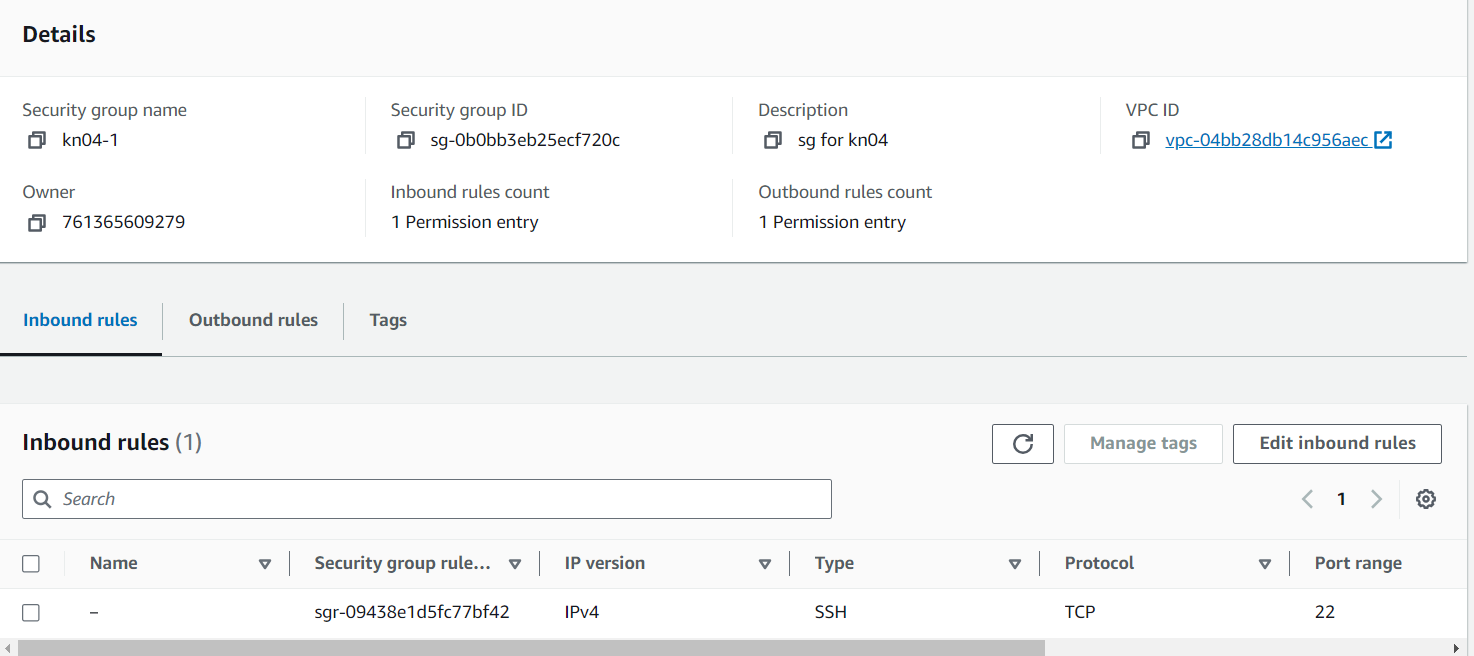 Details
Security group name
kn04-1
Security group ID
sg-0b0bb3eb25ecf720c
Description
sg for kn04
VPC ID
vpc-04bb28db14c956aec
Owner
761365609279
Inbound rules count
1 Permission entry
Outbound rules count
1 Permission entry
Inbound rules
Outbound rules
Tags
Inbound rules (1)
Manage tags
Edit inbound rules
Search
1
Name
Security group rule...
IP version
Type
Protocol
Port range
–
sgr-09438e1d5fc77bf42
IPv4
SSH
TCP
22